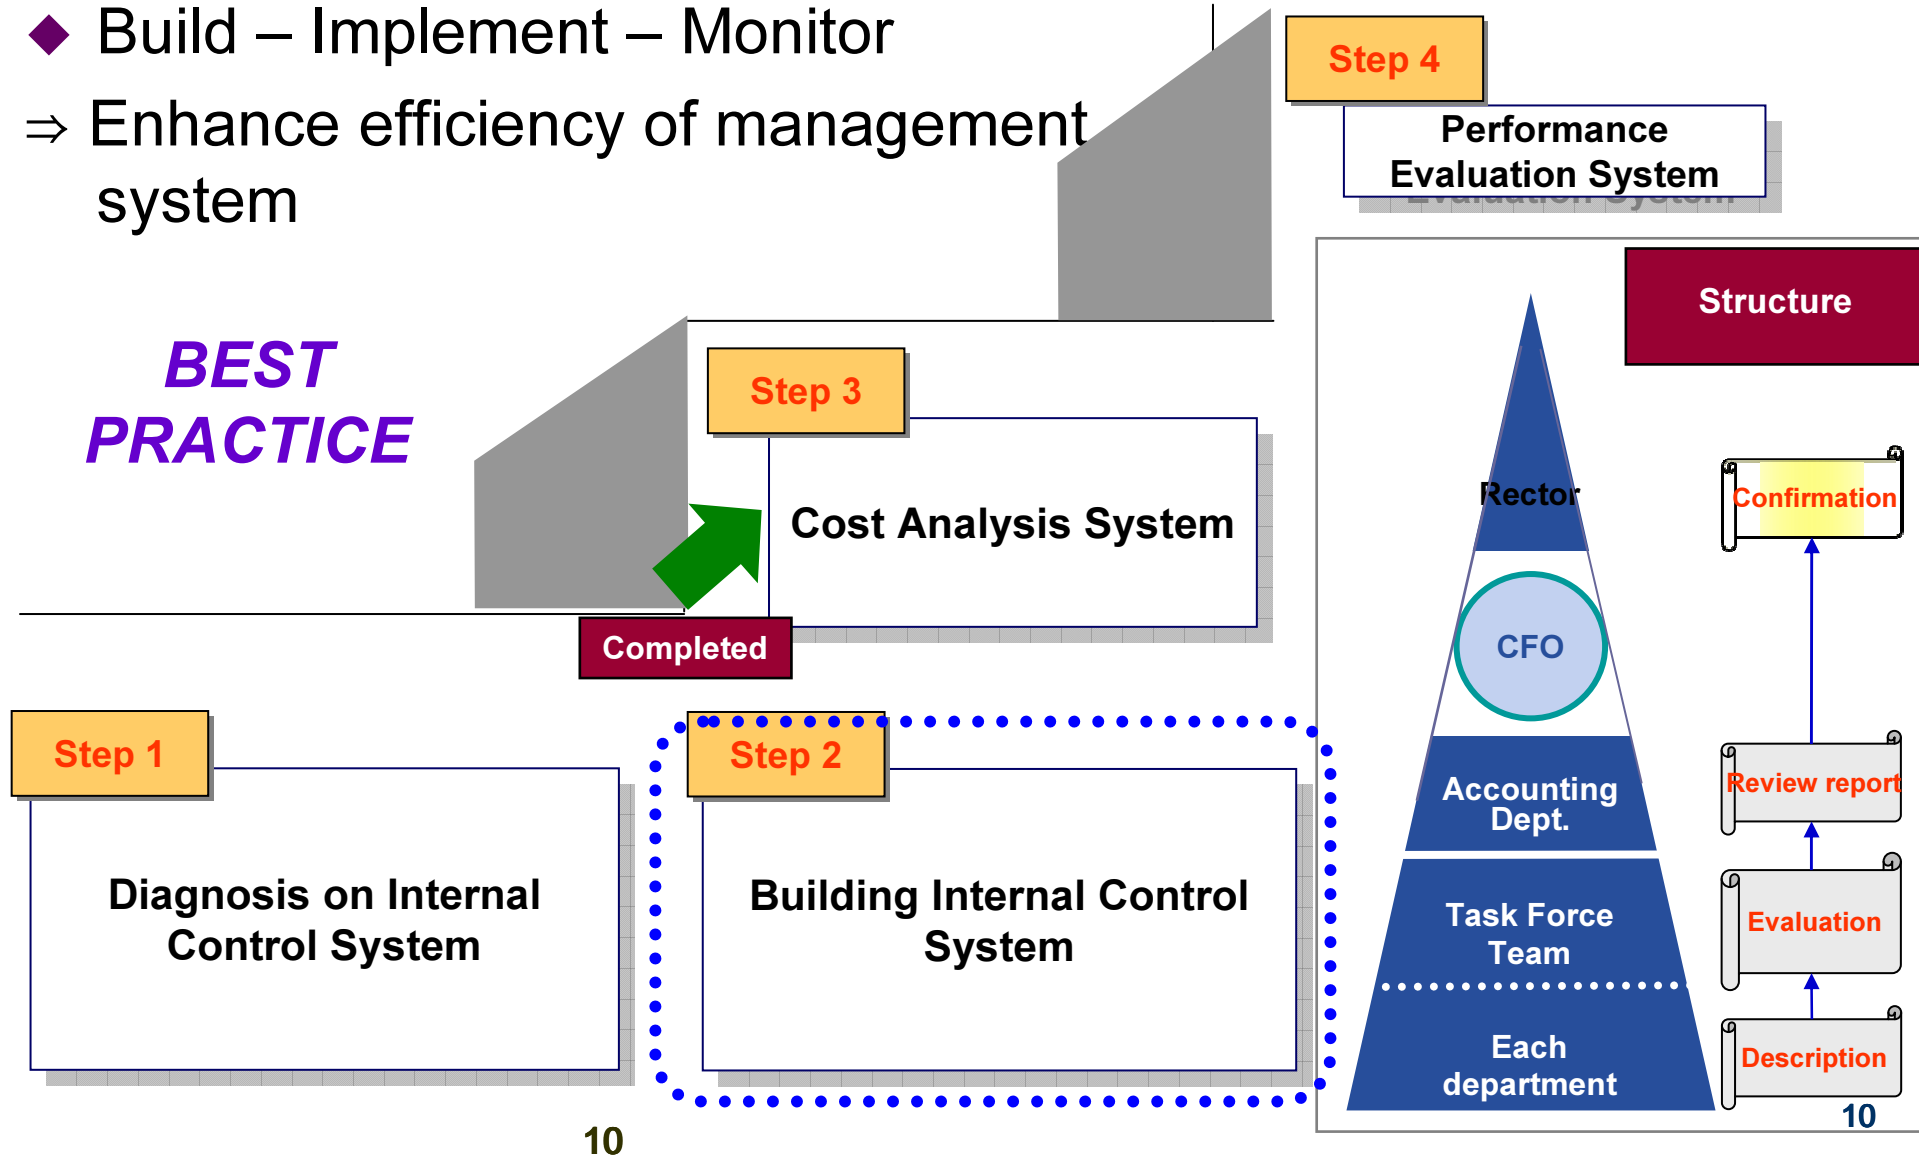 ◆ Build – Implement – Monitor
⇒ Enhance efficiency of management
system
BEST
PRACTICE
Step 4
Performance
Evaluation System
Step 3
Cost Analysis System
Completed
Step 1
Diagnosis on Internal
Control System
Step 2
Building Internal Control
System
Structure
Rector
CFO
Accounting
Dept.
Task Force
Team
Each
department
Confirmation
Review report
Evaluation
Description
10
10